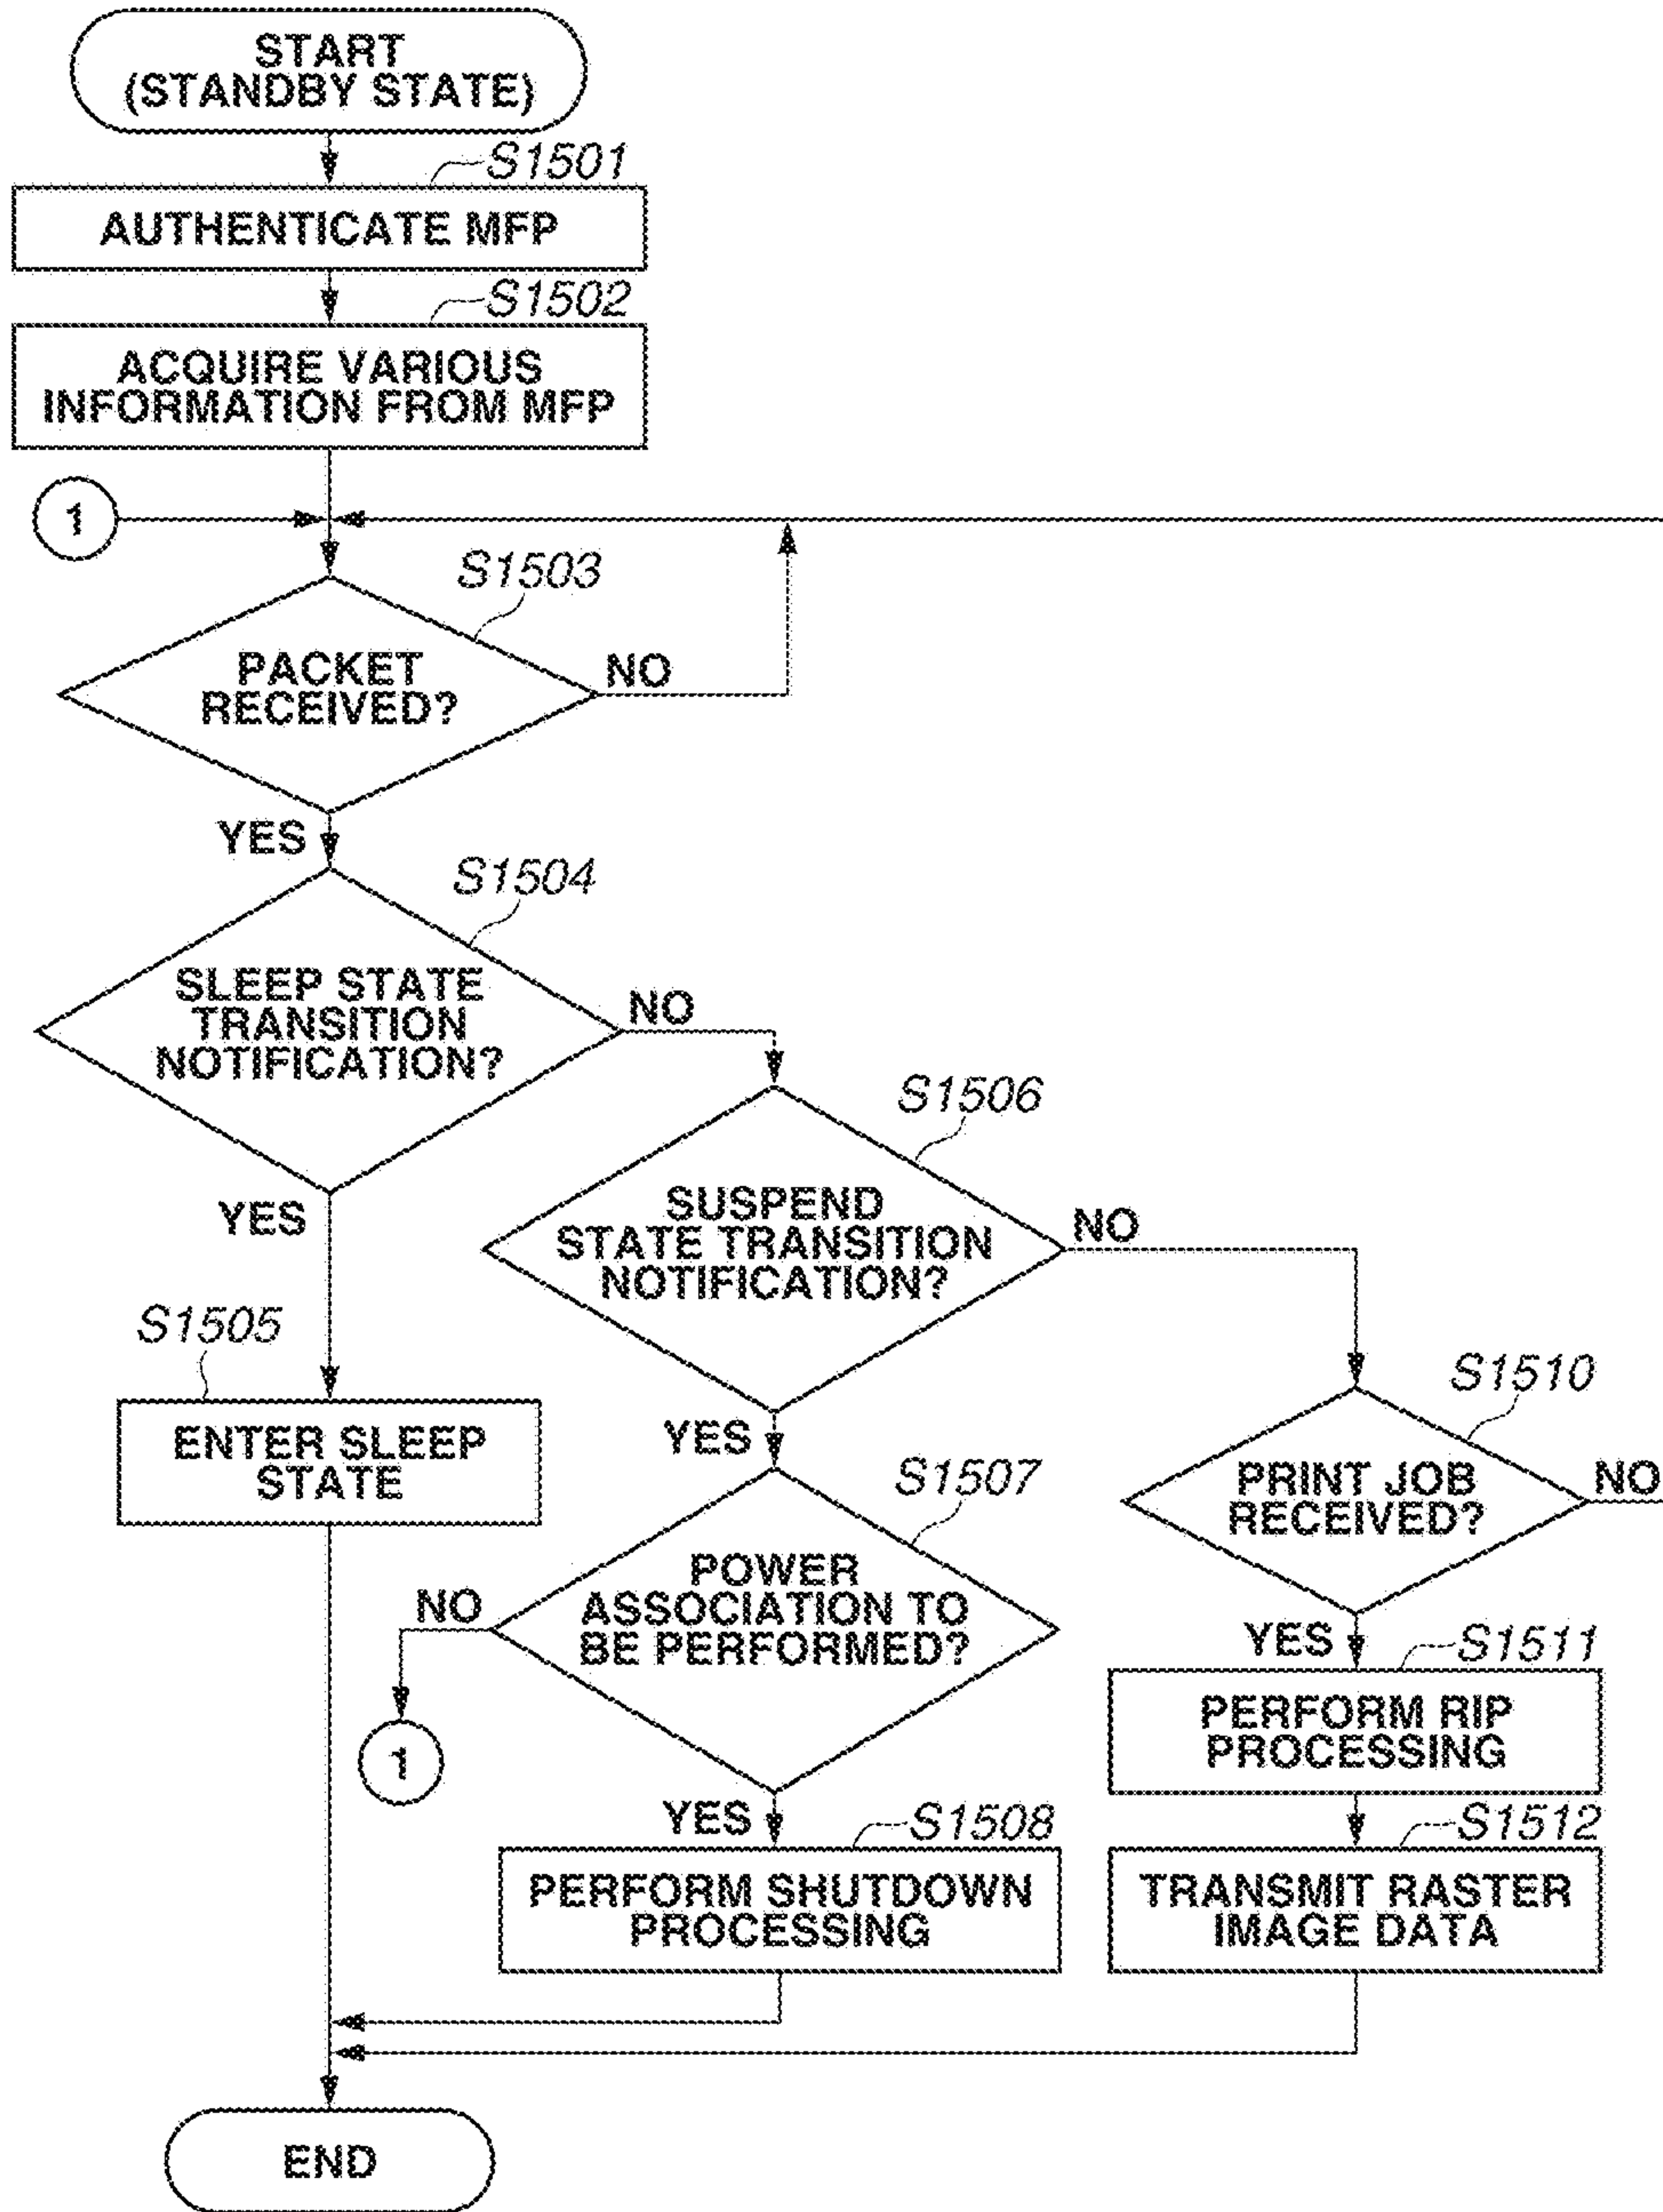 START
(STANDBY STATE)
S1501
AUTHENTICATE MFP
S1502
ACQUIRE VARIOUS
INFORMATION FROM MFP
1
S1503
PACKET
RECEIVED?
NO
YES
S1504
SLEEP STATE
TRANSITION
NOTIFICATION?
NO
YES
S1506
SUSPEND
STATE TRANSITION
NOTIFICATION?
NO
YES
S1505
ENTER SLEEP
STATE
S1507
POWER
ASSOCIATION TO
BE PERFORMED?
NO
1
YES
S1508
PERFORM SHUTDOWN
PROCESSING
S1510
PRINT JOB
RECEIVED?
NO
YES
S1511
PERFORM RIP
PROCESSING
S1512
TRANSMIT RASTER
IMAGE DATA
END